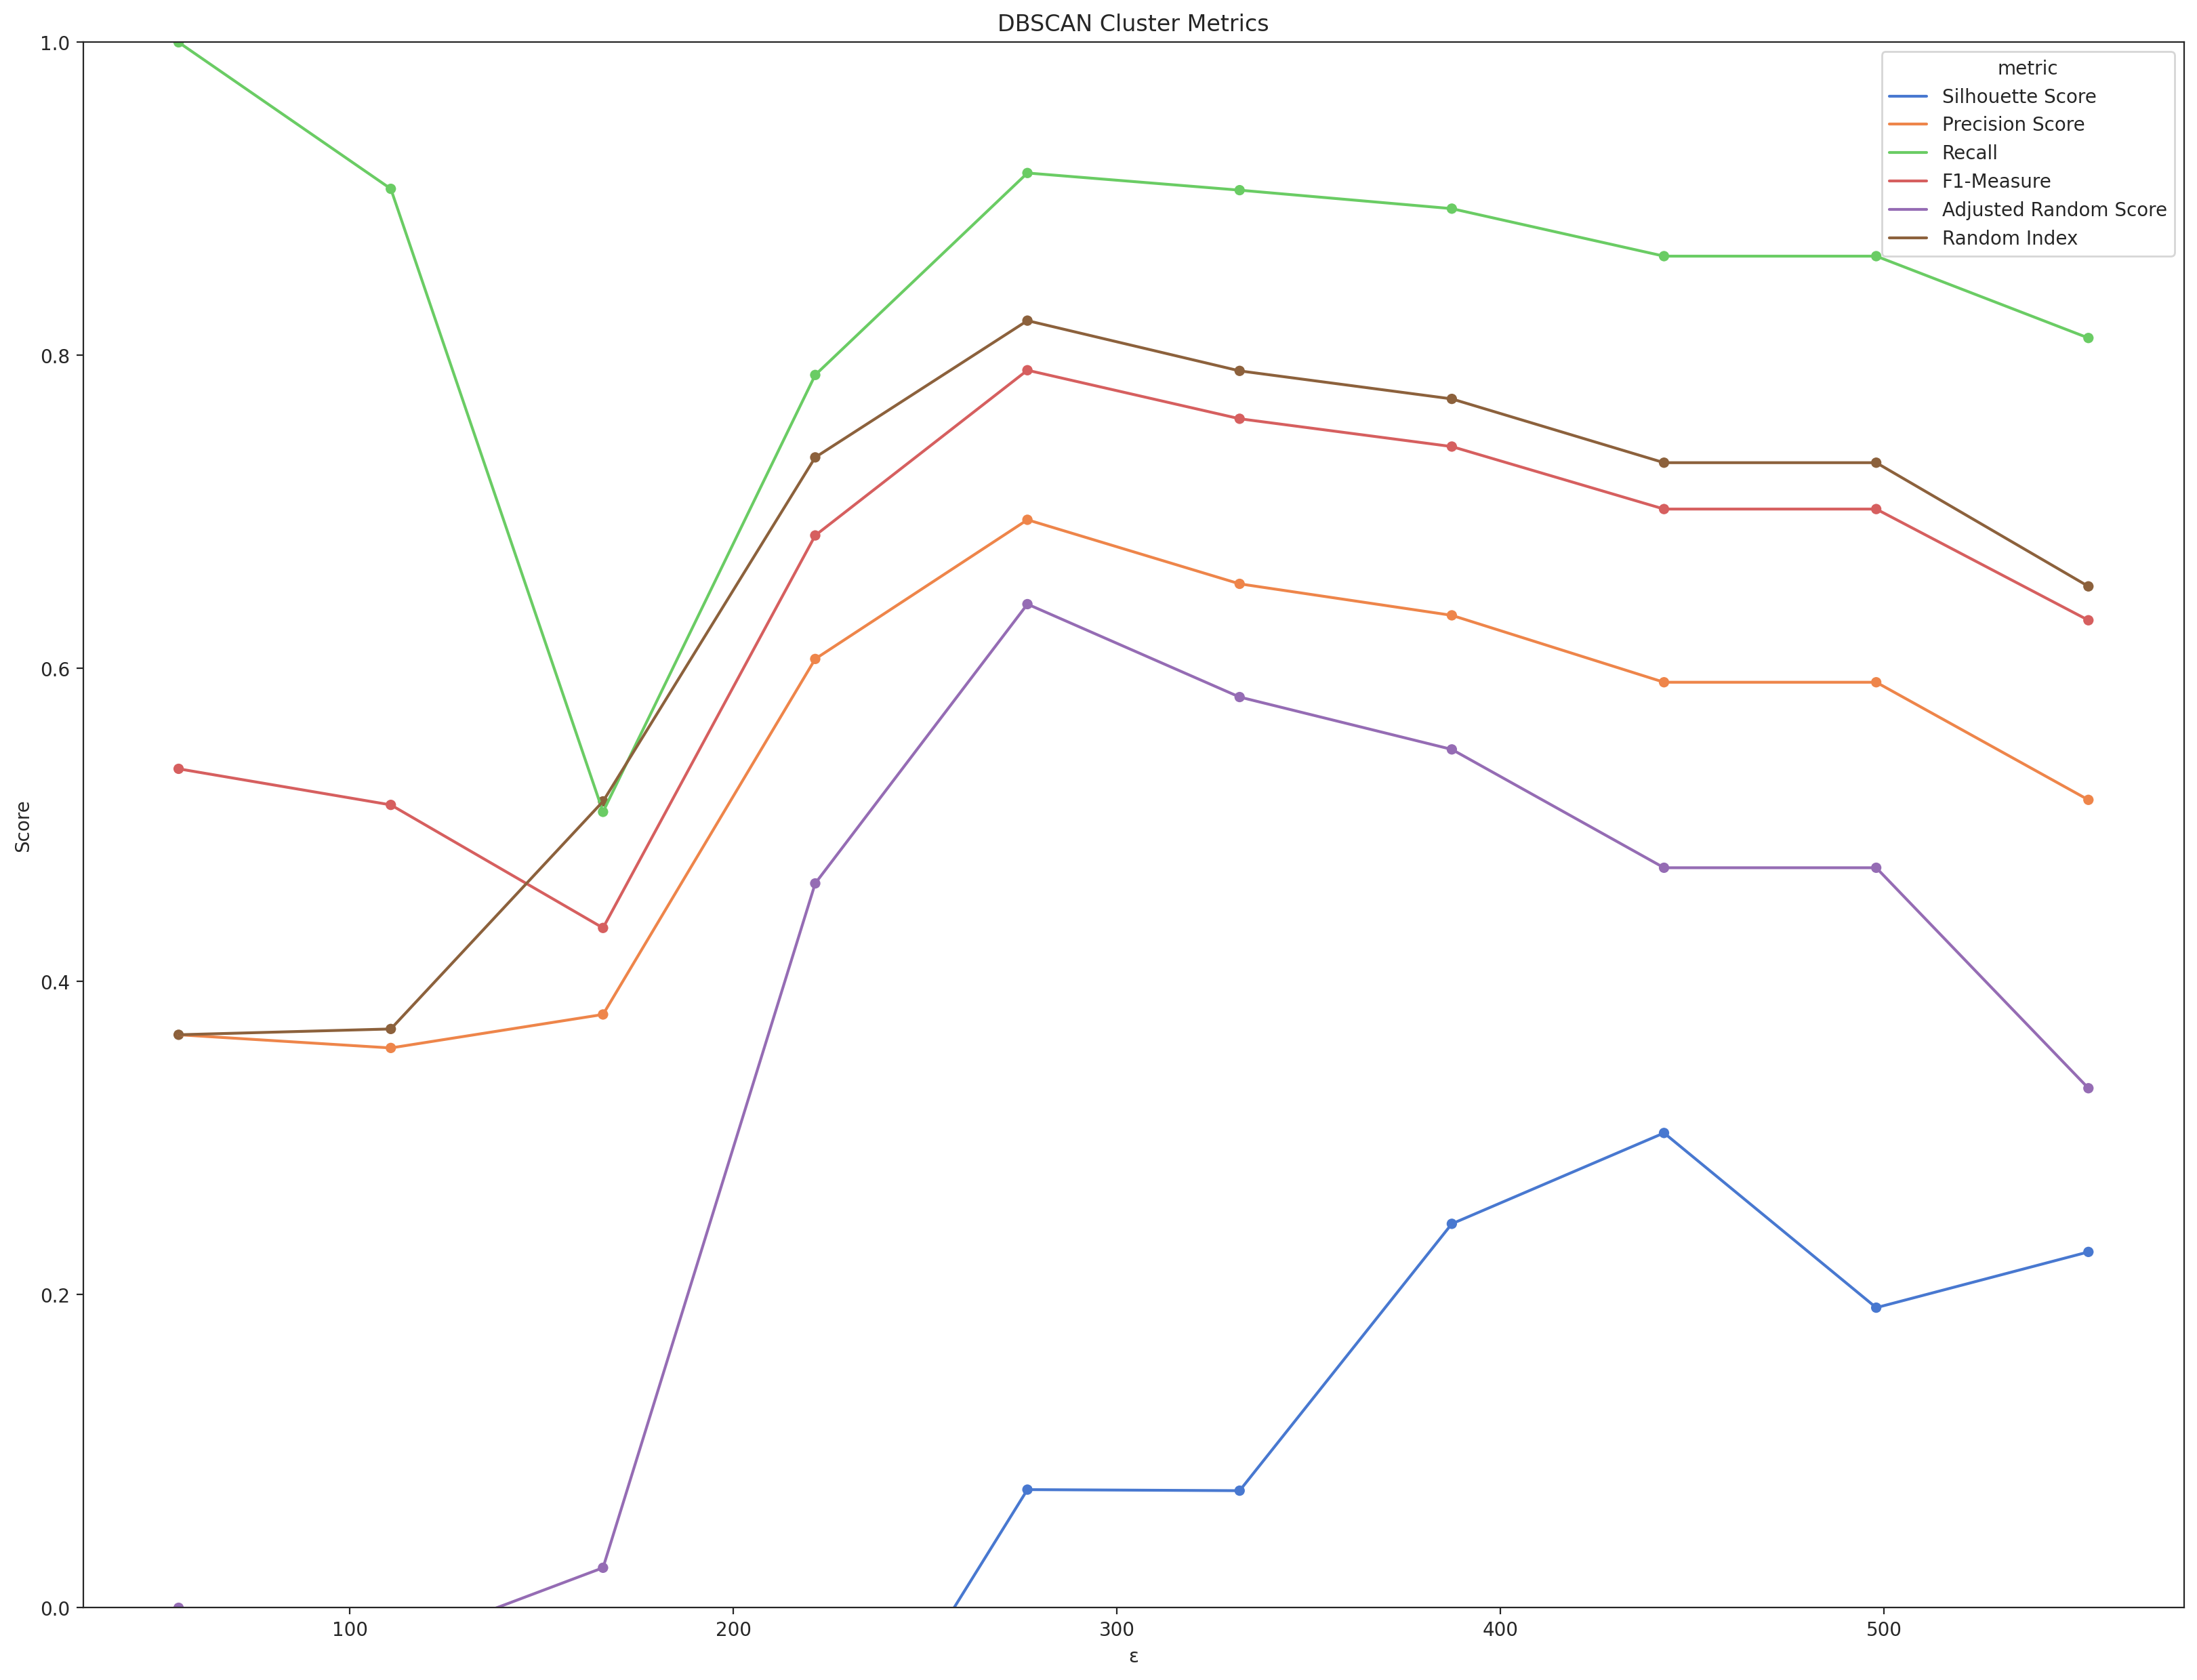 DBSCAN Cluster Metrics
1.0
0.8
0.6
0.4
0.2
0.0
Score
metric
Silhouette Score
Precision Score
Recall
F1-Measure
Adjusted Random Score
Random Index
100
200
300
400
500
ε